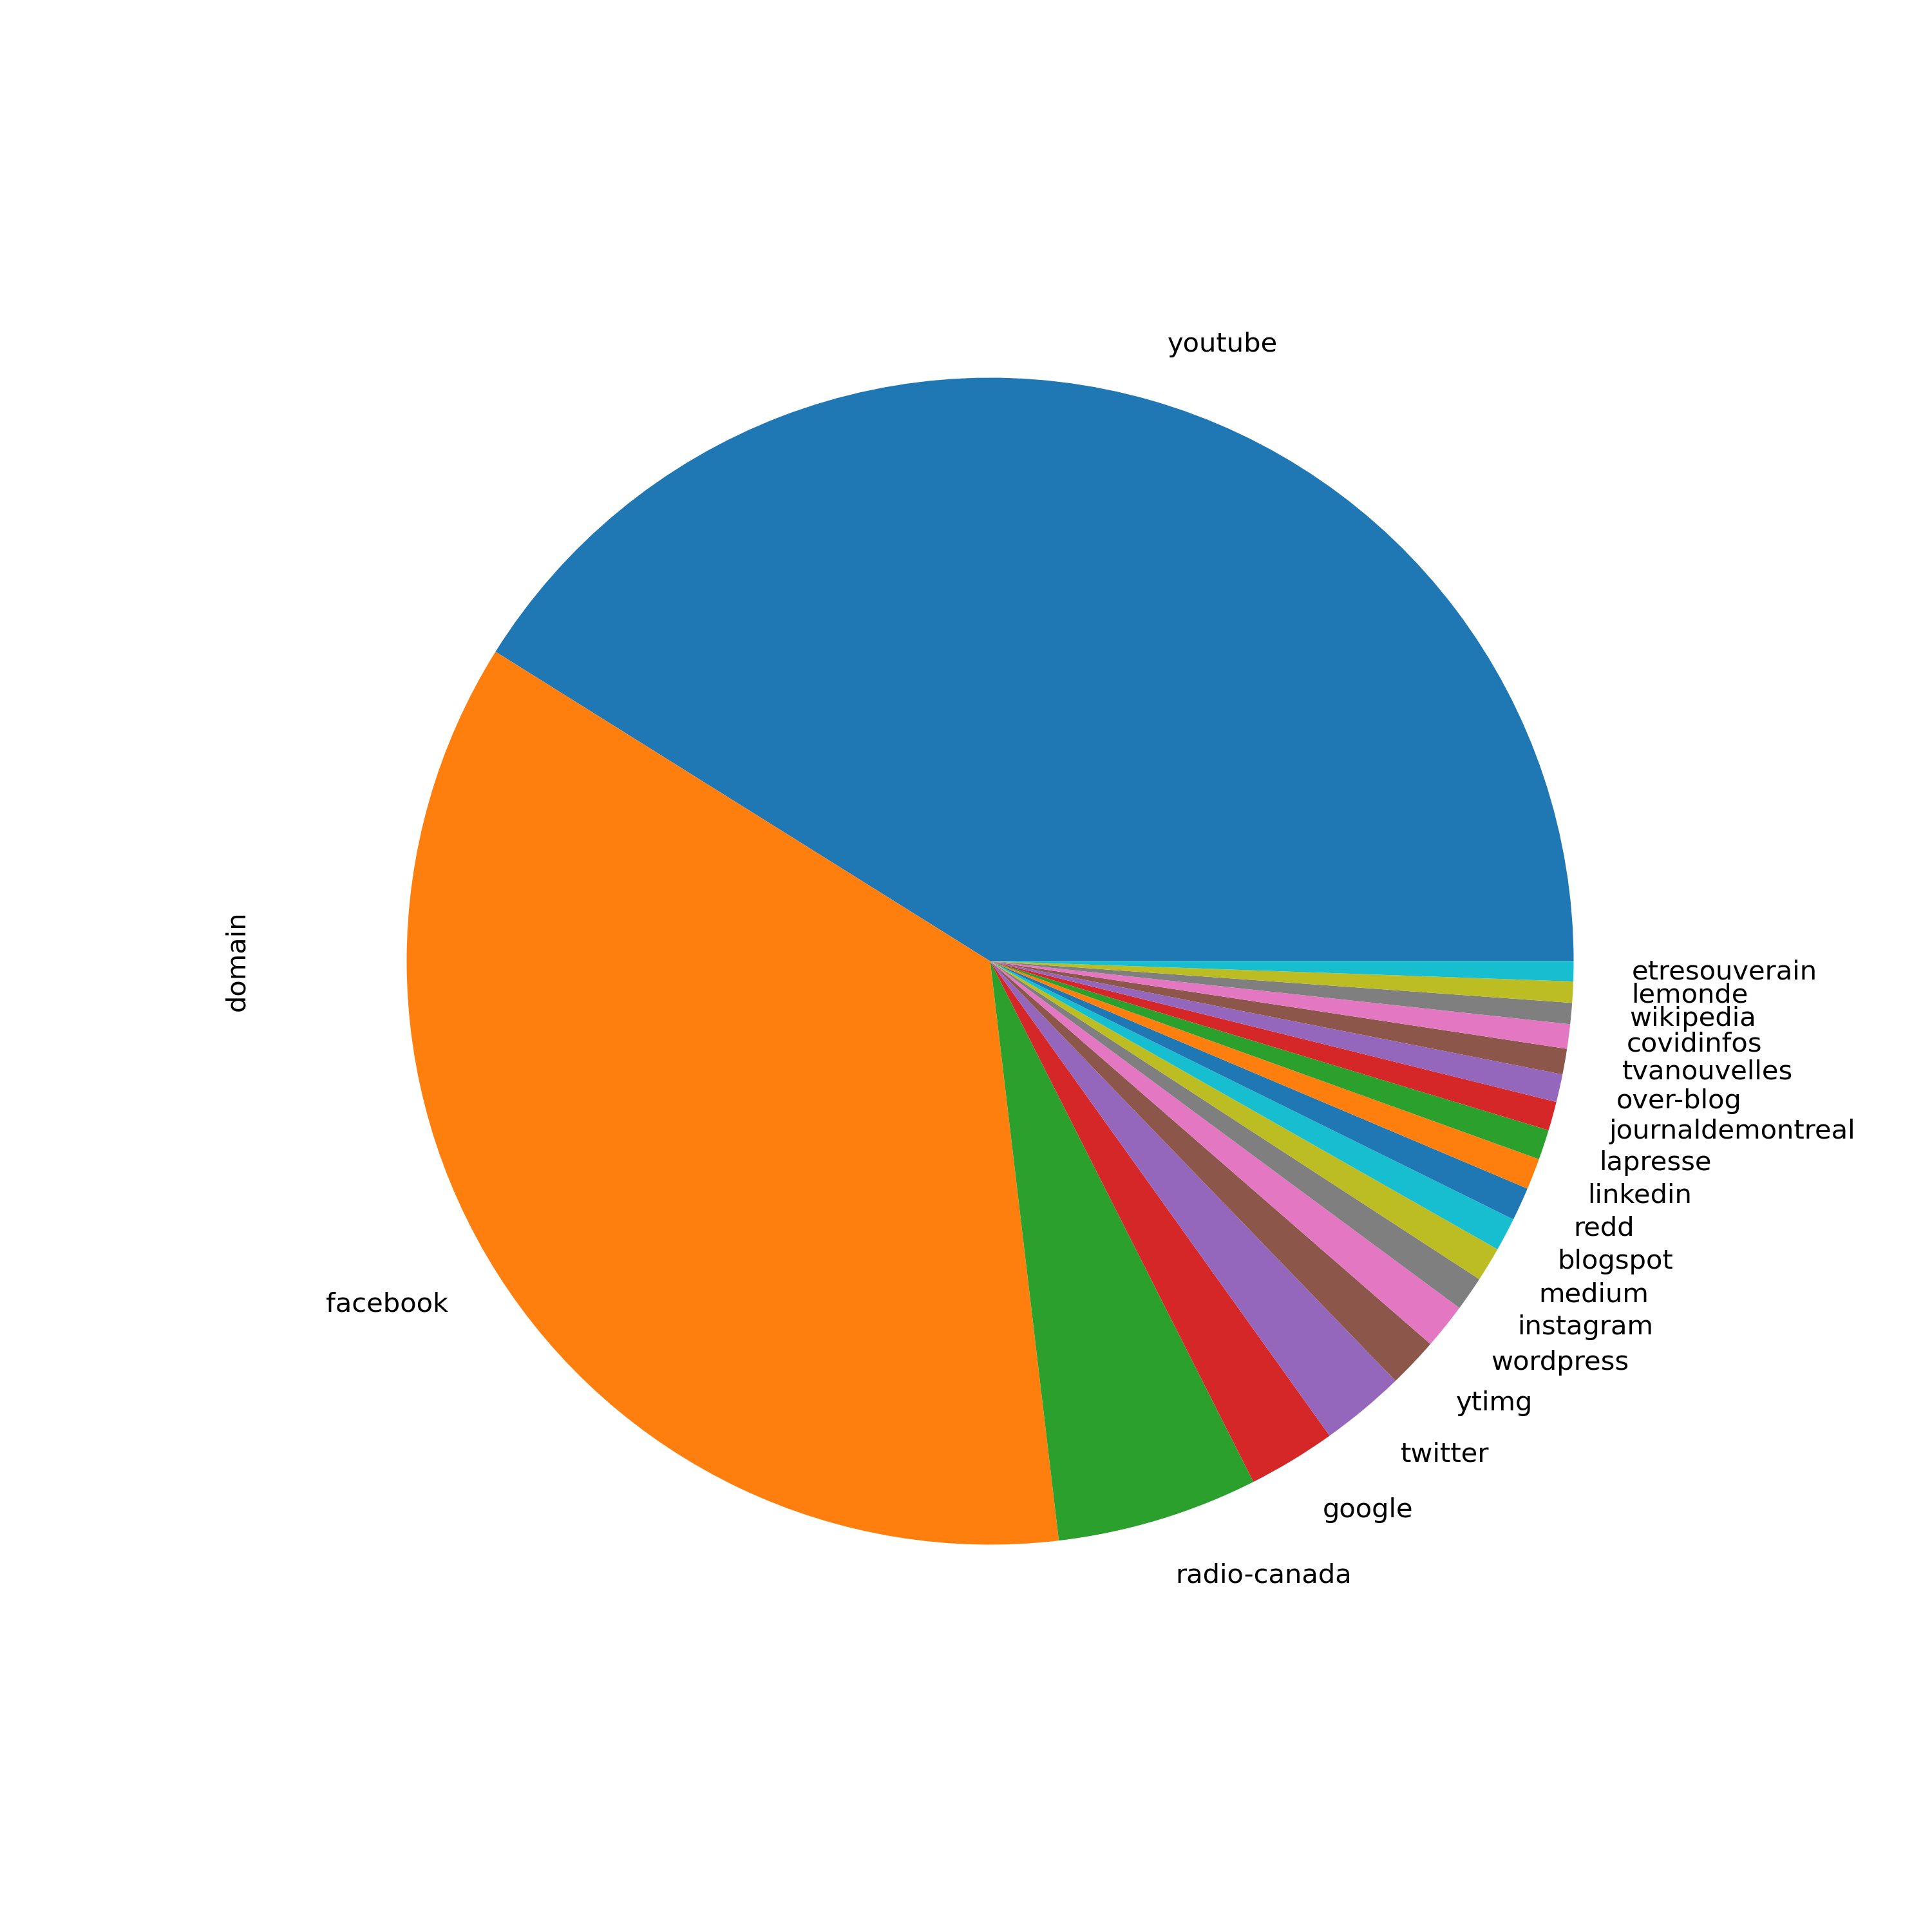 youtube
domain
facebook
radio-canada
google
twitter
ytimg
wordpress
instagram
medium
blogspot
redd
linkedin
lapresse
journaldemontreal
over-blog
tvanouvelles
covidinfos
wikipedia
lemonde
etresouverain